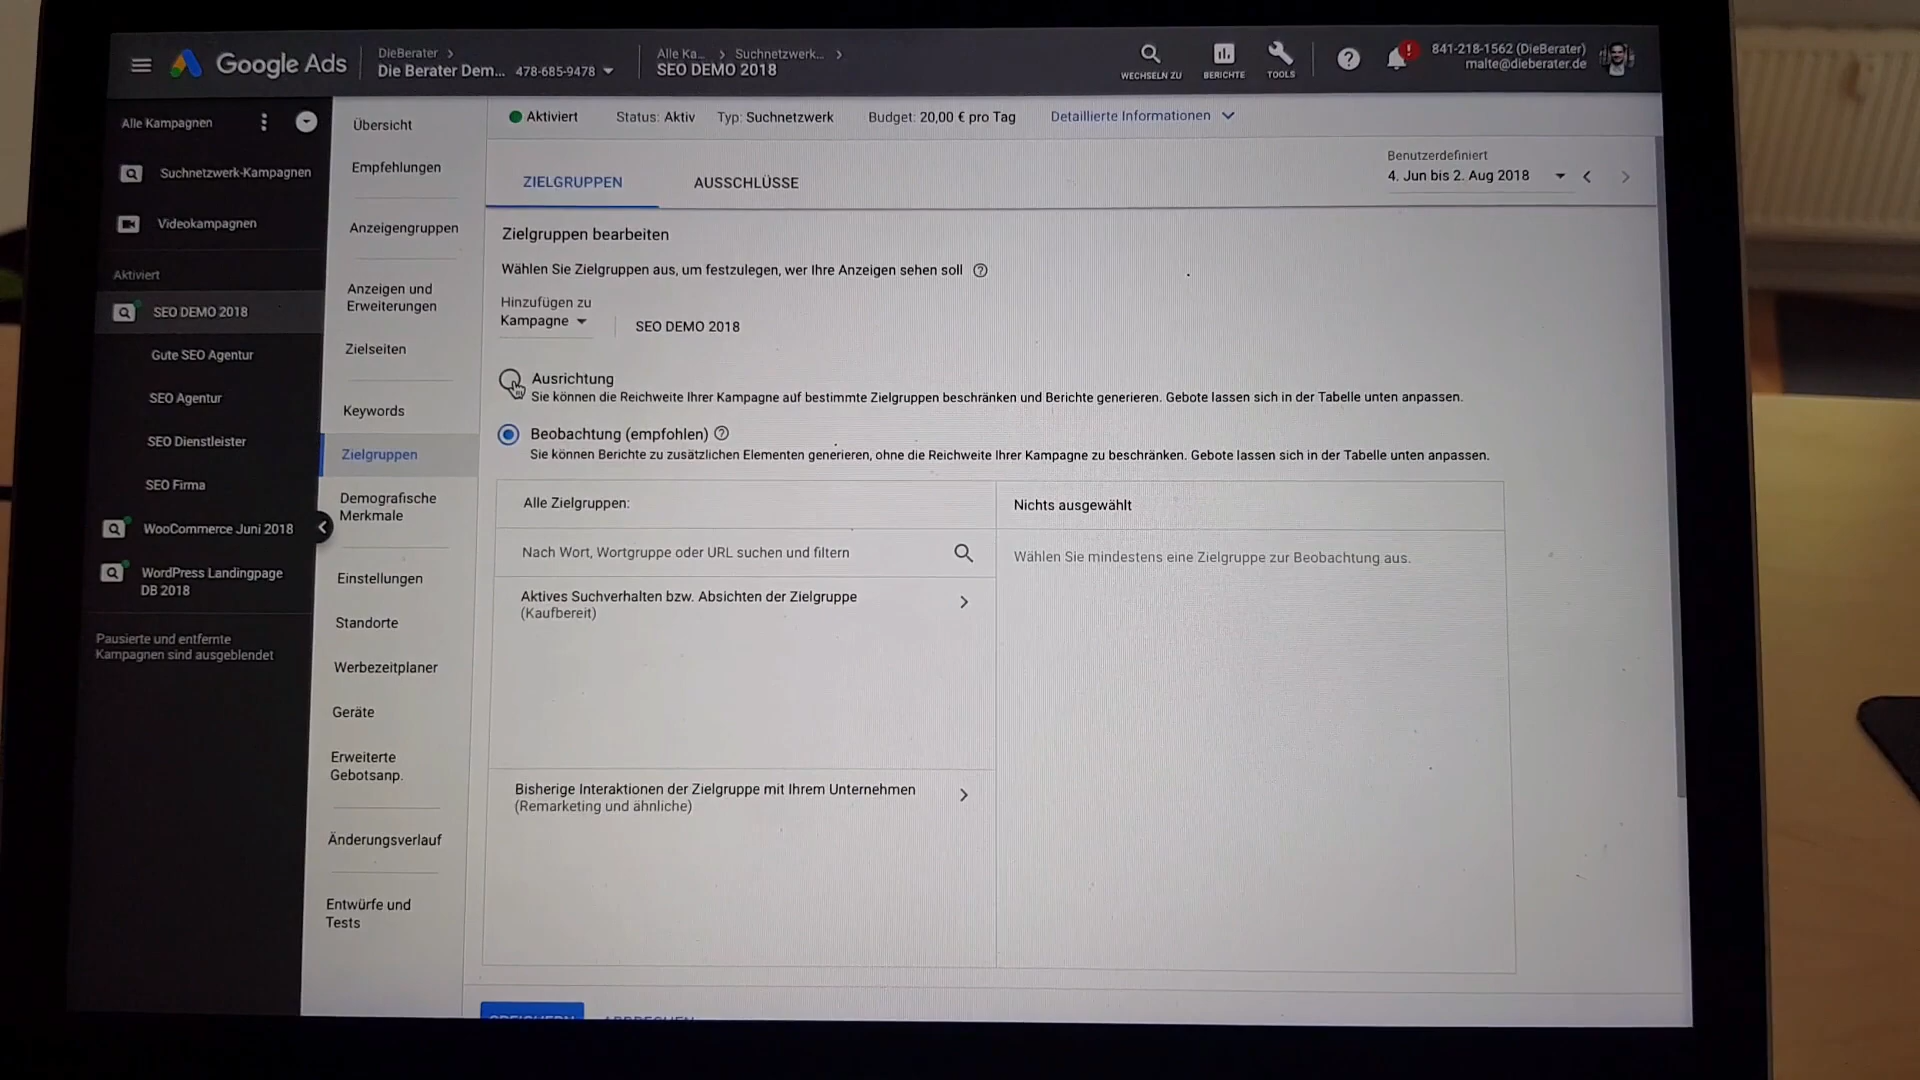 Google Ads
DieBerater
Die Berater Dem... 478-685-9478
Alle Ka... Suchnetzwerk...
SEO DEMO 2018
WECHSELN ZU
BERICHTE
TOOLS
!
841-218-1562 (DieBerater)
malte@dieberater.de
Alle Kampagnen
Suchnetzwerk-Kampagnen
Videokampagnen
Aktiviert
SEO DEMO 2018
Gute SEO Agentur
SEO Agentur
SEO Dienstleister
SEO Firma
WooCommerce Juni 2018
WordPress Landingpage
DB 2018
Pausierte und entfernte
Kampagnen sind ausgeblendet
Übersicht
Empfehlungen
Anzeigengruppen
Anzeigen und
Erweiterungen
Zielseiten
Keywords
Zielgruppen
Demografische
Merkmale
Einstellungen
Standorte
Werbezeitplaner
Geräte
Erweiterte
Gebotsanp.
Änderungsverlauf
Entwürfe und
Tests
Aktiviert Status: Aktiv Typ: Suchnetzwerk Budget: 20,00 € pro Tag Detaillierte Informationen
ZIELGRUPPEN AUSSCHLÜSSE
Benutzerdefiniert
4. Jun bis 2. Aug 2018
Zielgruppen bearbeiten
Wählen Sie Zielgruppen aus, um festzulegen, wer Ihre Anzeigen sehen soll
Hinzufügen zu
Kampagne SEO DEMO 2018
Ausrichtung
Sie können die Reichweite Ihrer Kampagne auf bestimmte Zielgruppen beschränken und Berichte generieren. Gebote lassen sich in der Tabelle unten anpassen.
Beobachtung (empfohlen)
Sie können Berichte zu zusätzlichen Elementen generieren, ohne die Reichweite Ihrer Kampagne zu beschränken. Gebote lassen sich in der Tabelle unten anpassen.
Alle Zielgruppen:
Nichts ausgewählt
Nach Wort, Wortgruppe oder URL suchen und filtern
Wählen Sie mindestens eine Zielgruppe zur Beobachtung aus.
Aktives Suchverhalten bzw. Absichten der Zielgruppe
(Kaufbereit)
Bisherige Interaktionen der Zielgruppe mit Ihrem Unternehmen
(Remarketing und ähnliche)
SPEICHERN ABBRECHEN